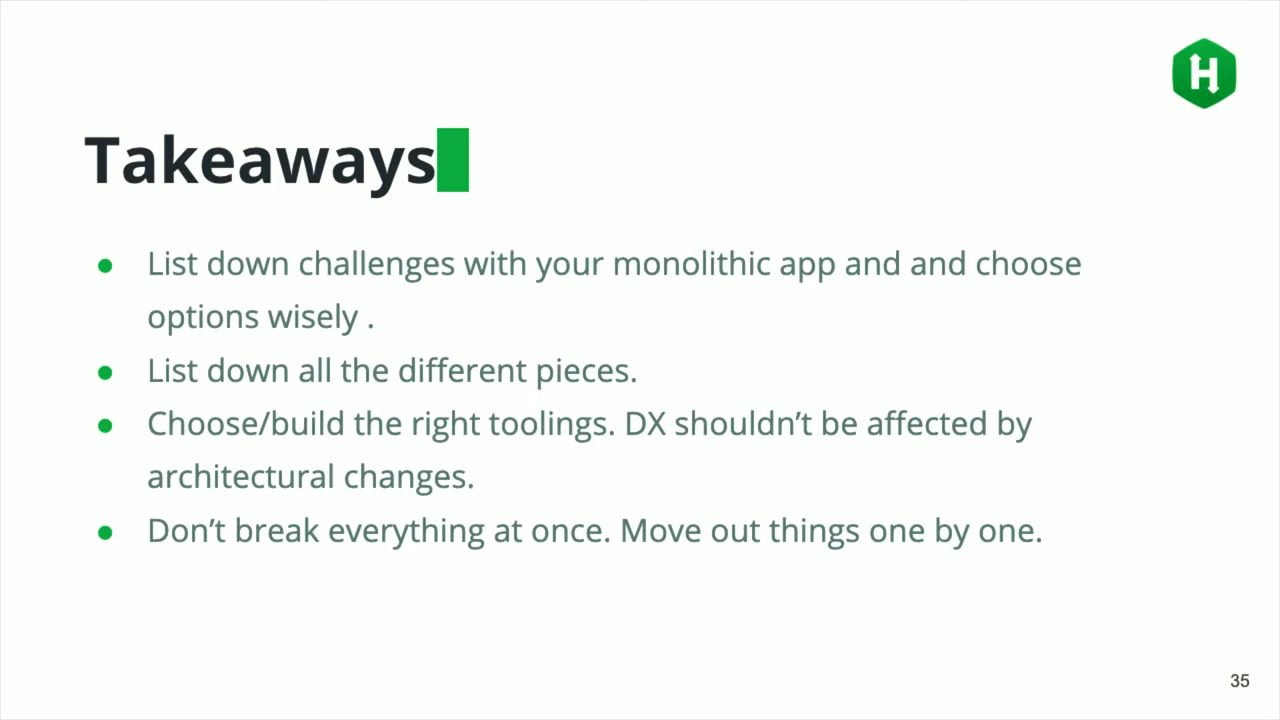 H
Takeaways
● List down challenges with your monolithic app and and choose
options wisely .
● List down all the different pieces.
● Choose/build the right toolings. DX shouldn’t be affected by
architectural changes.
● Don’t break everything at once. Move out things one by one.
35